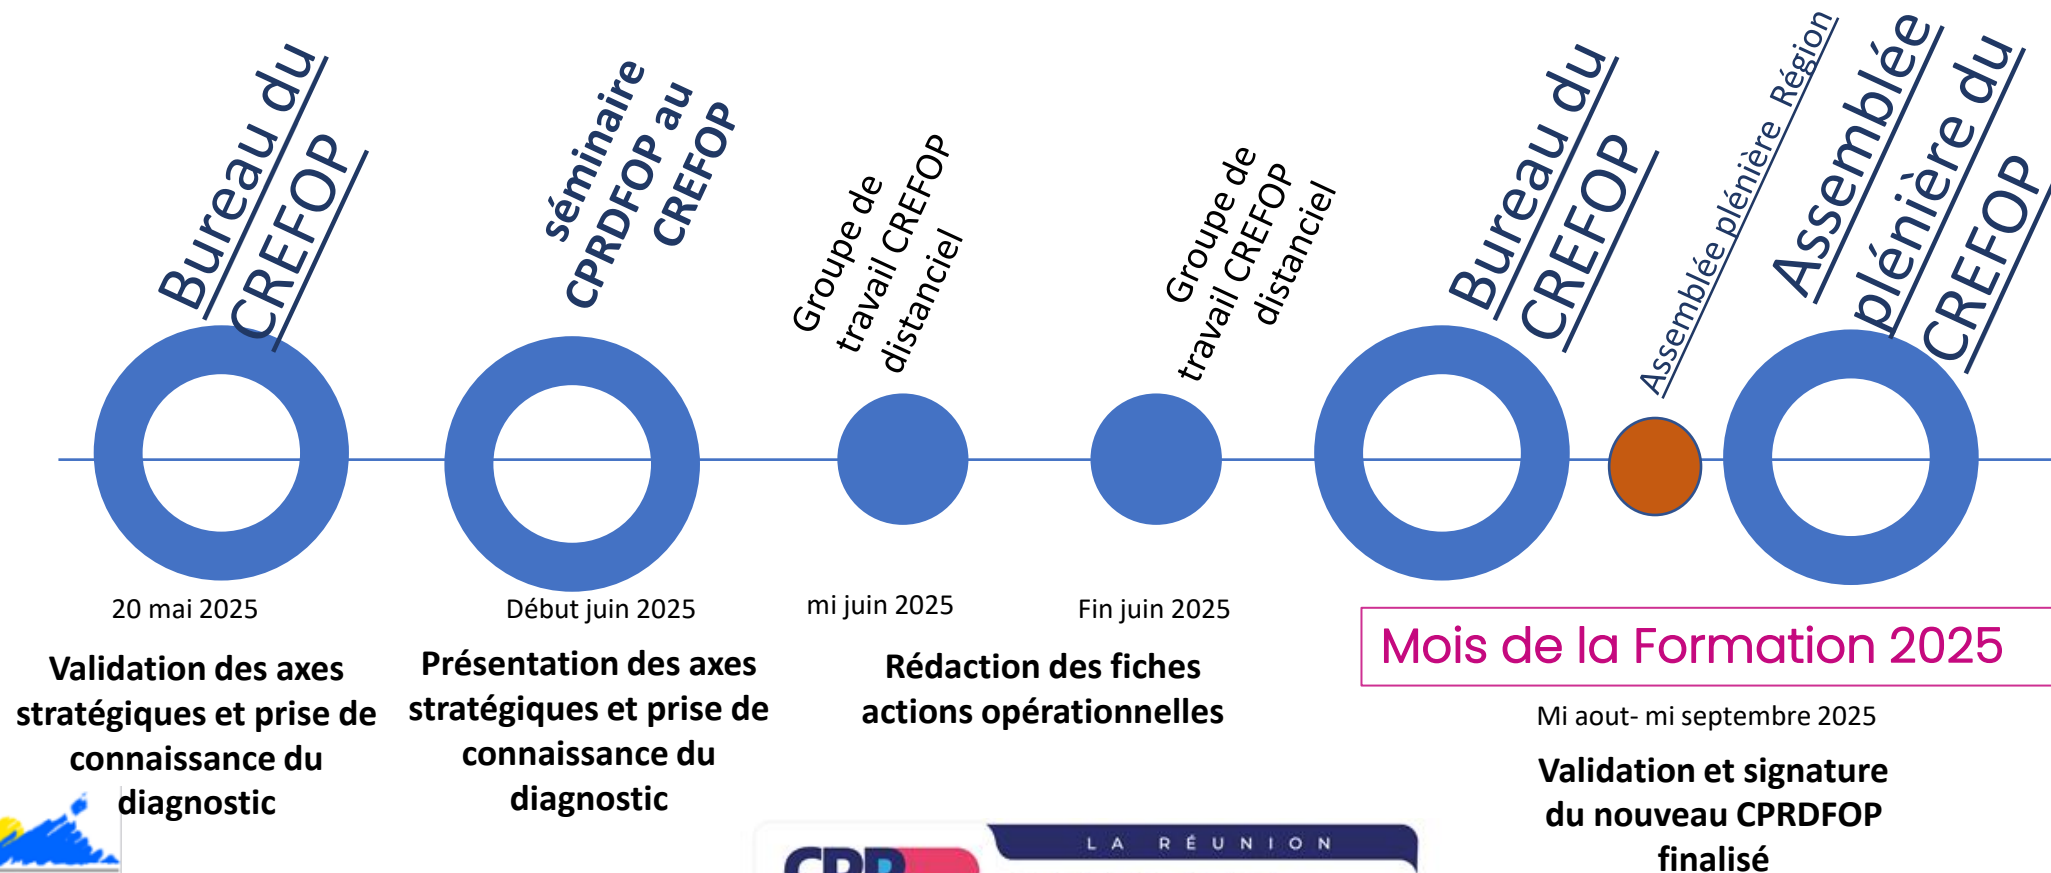 Bureau du
CREFOP
séminaire
CPRDFOP au
CREFOP
Groupe de
travail CREFOP
distanciel
Groupe de
travail CREFOP
distanciel
Bureau du
CREFOP
Assemblée plénière Région
Assemblée
plénière du
CREFOP
20 mai 2025
Validation des axes
stratégiques et prise de
connaissance du
diagnostic
Début juin 2025
Présentation des axes
stratégiques et prise de
connaissance du
diagnostic
mi juin 2025
Fin juin 2025
Rédaction des fiches
actions opérationnelles
Mois de la Formation 2025
Mi aout- mi septembre 2025
Validation et signature
du nouveau CPRDFOP
finalisé
LA RÉUNION